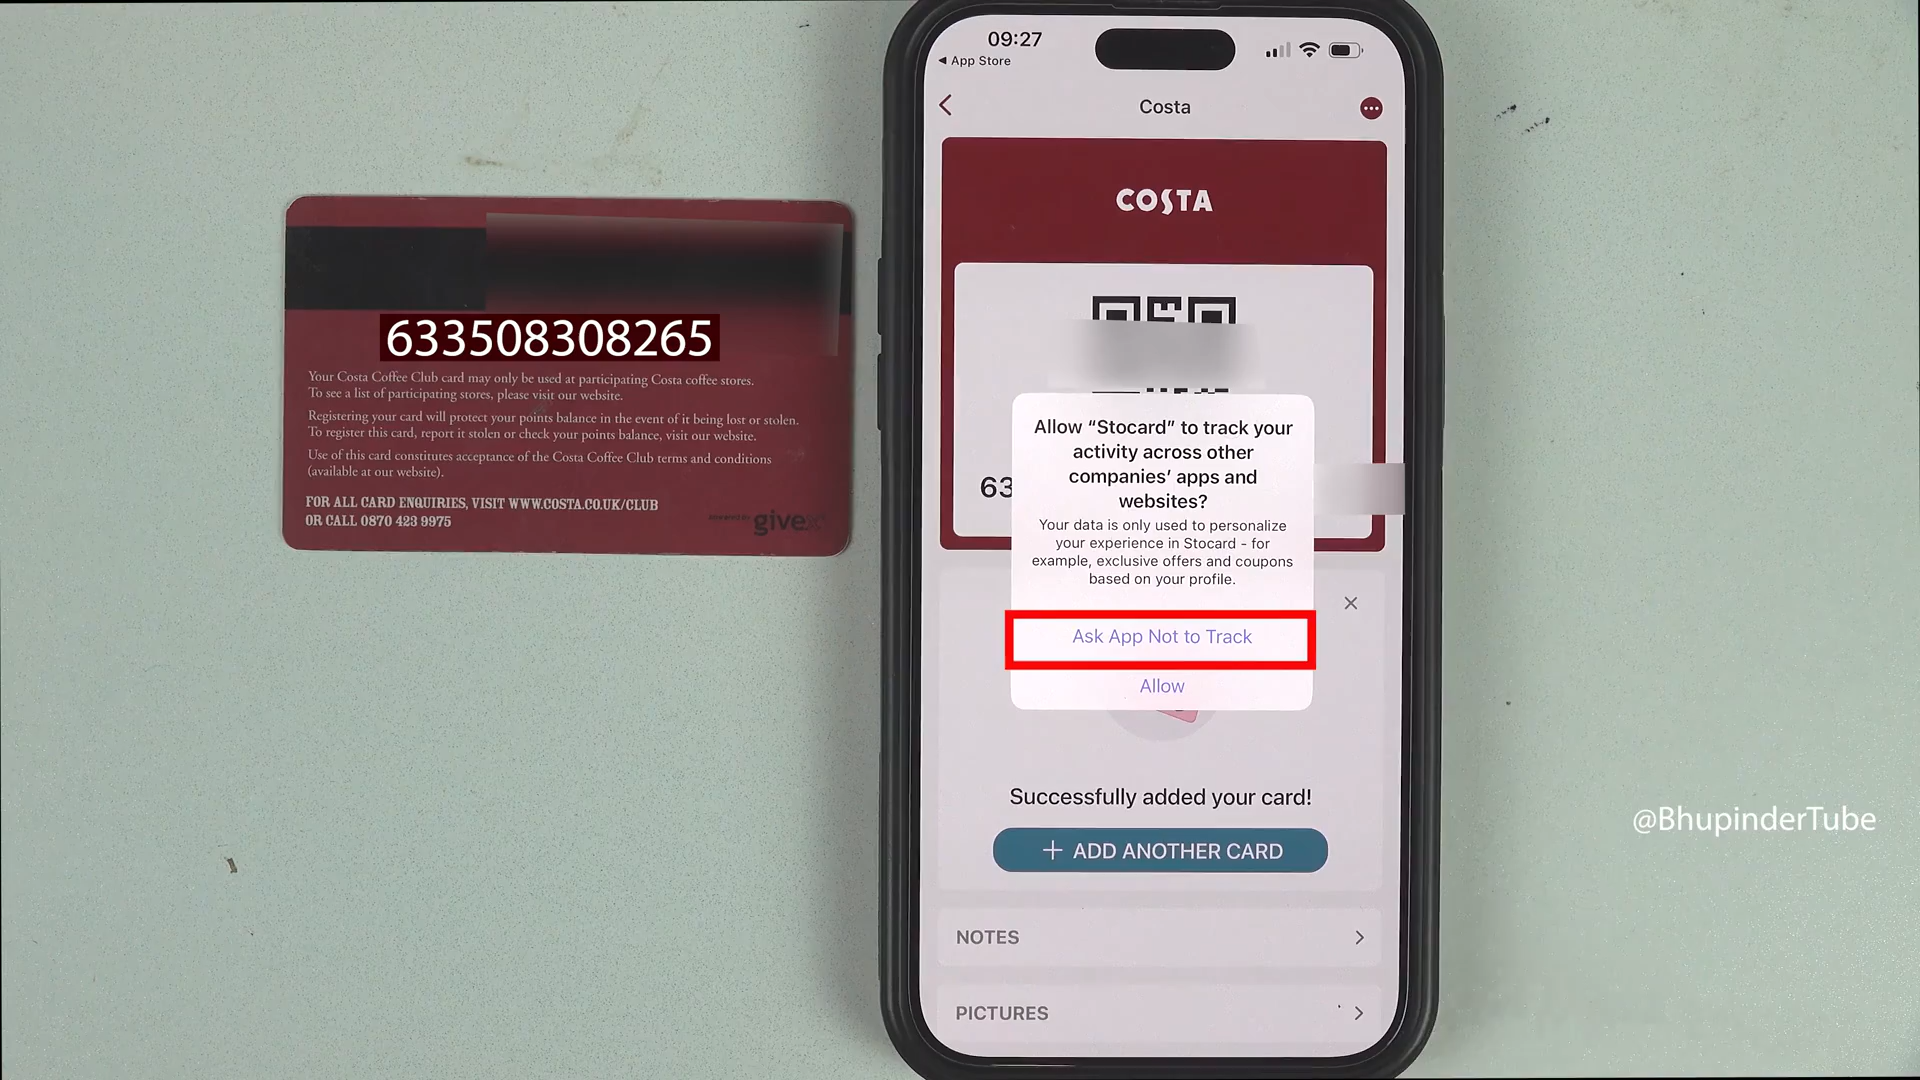 633508308265
Your Costa Coffee Club card may only be used at participating Costa coffee stores.
To see a list of participating stores, please visit our website.
Registering your card will protect your points balance in the event of it being lost or stolen.
To register this card, report it stolen or check your points balance, visit our website.
Use of this card constitutes acceptance of the Costa Coffee Club terms and conditions
(available at our website).
FOR ALL CARD ENQUIRIES, VISIT WWW.COSTA.CO.UK/CLUB
OR CALL 0870 423 9975
powered by givex
09:27
App Store
Costa
COSTA
63
Allow “Stocard” to track your
activity across other
companies’ apps and
websites?
Your data is only used to personalize
your experience in Stocard - for
example, exclusive offers and coupons
based on your profile.
Ask App Not to Track
Allow
Successfully added your card!
+ ADD ANOTHER CARD
NOTES
PICTURES
@BhupinderTube